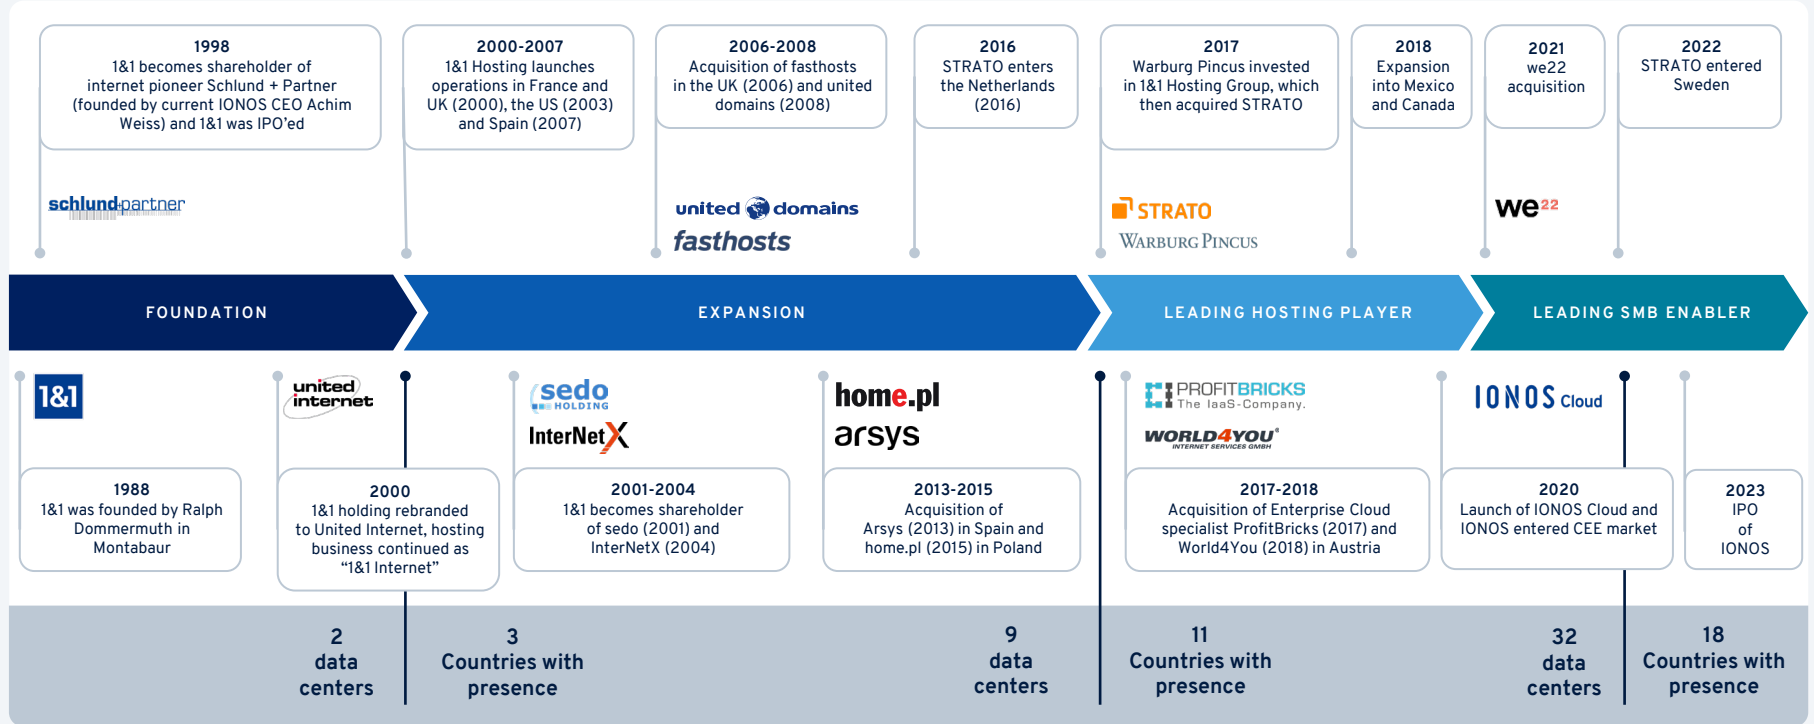 1998
1&1 becomes shareholder of
internet pioneer Schlund + Partner
(founded by current IONOS CEO Achim
Weiss) and 1&1 was IPO'ed
2000-2007
1&1 Hosting launches
operations in France and
UK (2000), the US (2003)
and Spain (2007)
2006-2008
Acquisition of fasthosts
in the UK (2006) and united
domains (2008)
2016
STRATO enters
the Netherlands
(2016)
2017
Warburg Pincus invested
in 1&1 Hosting Group, which
then acquired STRATO
2018
Expansion
into Mexico
and Canada
2021
we22
acquisition
2022
STRATO entered
Sweden
schlund+partner
united domains
fasthosts
STRATO
WARBURG PINCUS
we22
FOUNDATION
EXPANSION
LEADING HOSTING PLAYER
LEADING SMB ENABLER
1&1
united
internet
sedo
HOLDING
InterNetX
home.pl
arsys
PROFITBRICKS
The IaaS-Company.
WORLD4YOU®
INTERNET SERVICES GMBH
IONOS Cloud
1988
1&1 was founded by Ralph
Dommermuth in
Montabaur
2000
1&1 holding rebranded
to United Internet, hosting
business continued as
“1&1 Internet”
2001-2004
1&1 becomes shareholder
of sedo (2001) and
InterNetX (2004)
2013-2015
Acquisition of
Arsys (2013) in Spain and
home.pl (2015) in Poland
2017-2018
Acquisition of Enterprise Cloud
specialist ProfitBricks (2017) and
World4You (2018) in Austria
2020
Launch of IONOS Cloud and
IONOS entered CEE market
2023
IPO
of
IONOS
2
data
centers
3
Countries with
presence
9
data
centers
11
Countries with
presence
32
data
centers
18
Countries with
presence